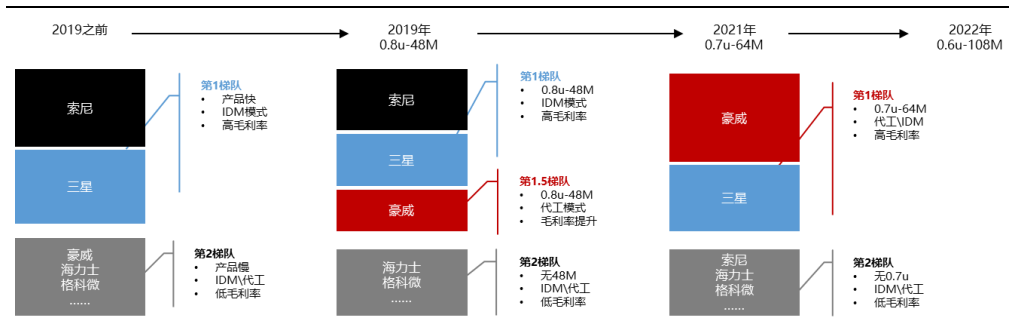 2019之前
2019年
0.8u-48M
2021年
0.7u-64M
2022年
0.6u-108M
索尼
三星
豪威
海力士
格科微
……
第1梯队
• 产品快
• IDM模式
• 高毛利率
第2梯队
• 产品慢
• IDM\代工
• 低毛利率
索尼
三星
豪威
海力士
格科微
……
第1梯队
• 0.8u-48M
• IDM模式
• 高毛利率
第1.5梯队
• 0.8u-48M
• 代工模式
• 毛利率提升
第2梯队
• 无48M
• IDM\代工
• 低毛利率
豪威
三星
索尼
海力士
格科微
……
第1梯队
• 0.7u-64M
• 代工\IDM
• 高毛利率
第2梯队
• 无0.7u
• IDM\代工
• 低毛利率